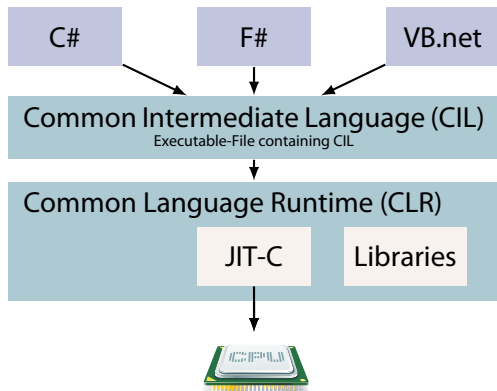 C#
F#
VB.net
Common Intermediate Language (CIL)
Executable-File containing CIL
Common Language Runtime (CLR)
JIT-C
Libraries
CPU